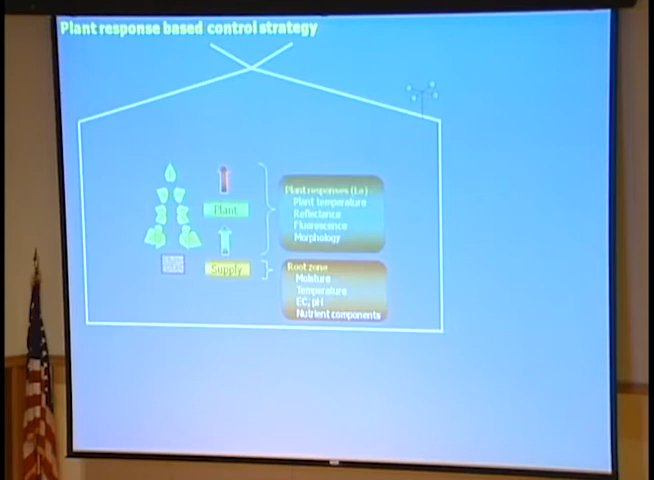 Plant response based control strategy
Plant
Supply
Plant responses (Le)
Plant temperature
Reflectance
Fluorescence
Morphology
Root zone
Moisture
Temperature
EC, pH
Nutrient components